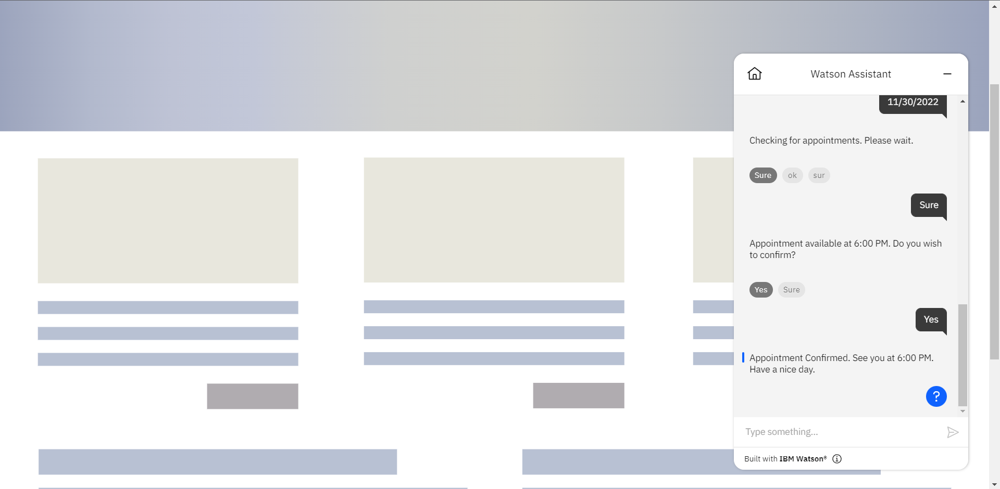 Watson Assistant
11/30/2022
Checking for appointments. Please wait.
Sure ok sur
Sure
Appointment available at 6:00 PM. Do you wish
to confirm?
Yes Sure
Yes
Appointment Confirmed. See you at 6:00 PM.
Have a nice day.
?
Type something...
Built with IBM Watson®